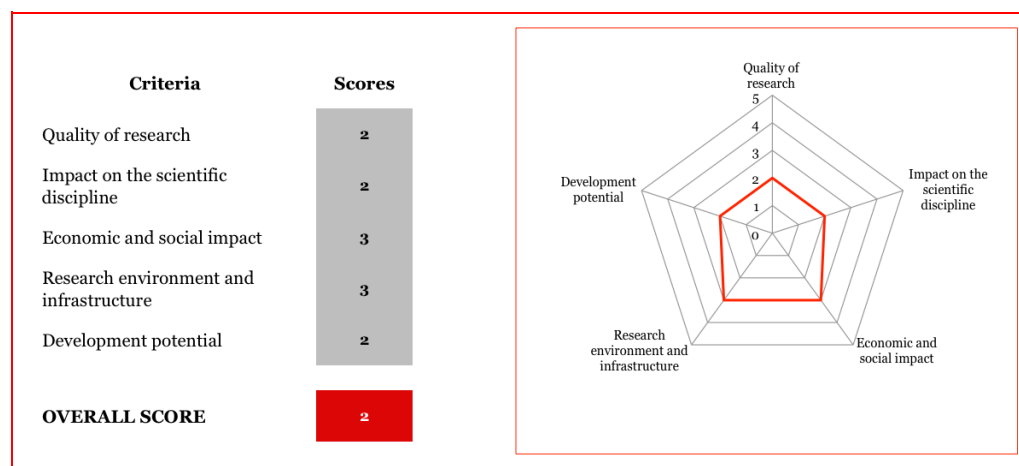 Criteria Scores
Quality of research 2
Impact on the scientific
discipline 2
Economic and social impact 3
Research environment and
infrastructure 3
Development potential 2
OVERALL SCORE 2
Quality of
research
5
4
3
2
1
0
Impact on the
scientific
discipline
Economic and
social impact
Research
environment and
infrastructure
Development
potential